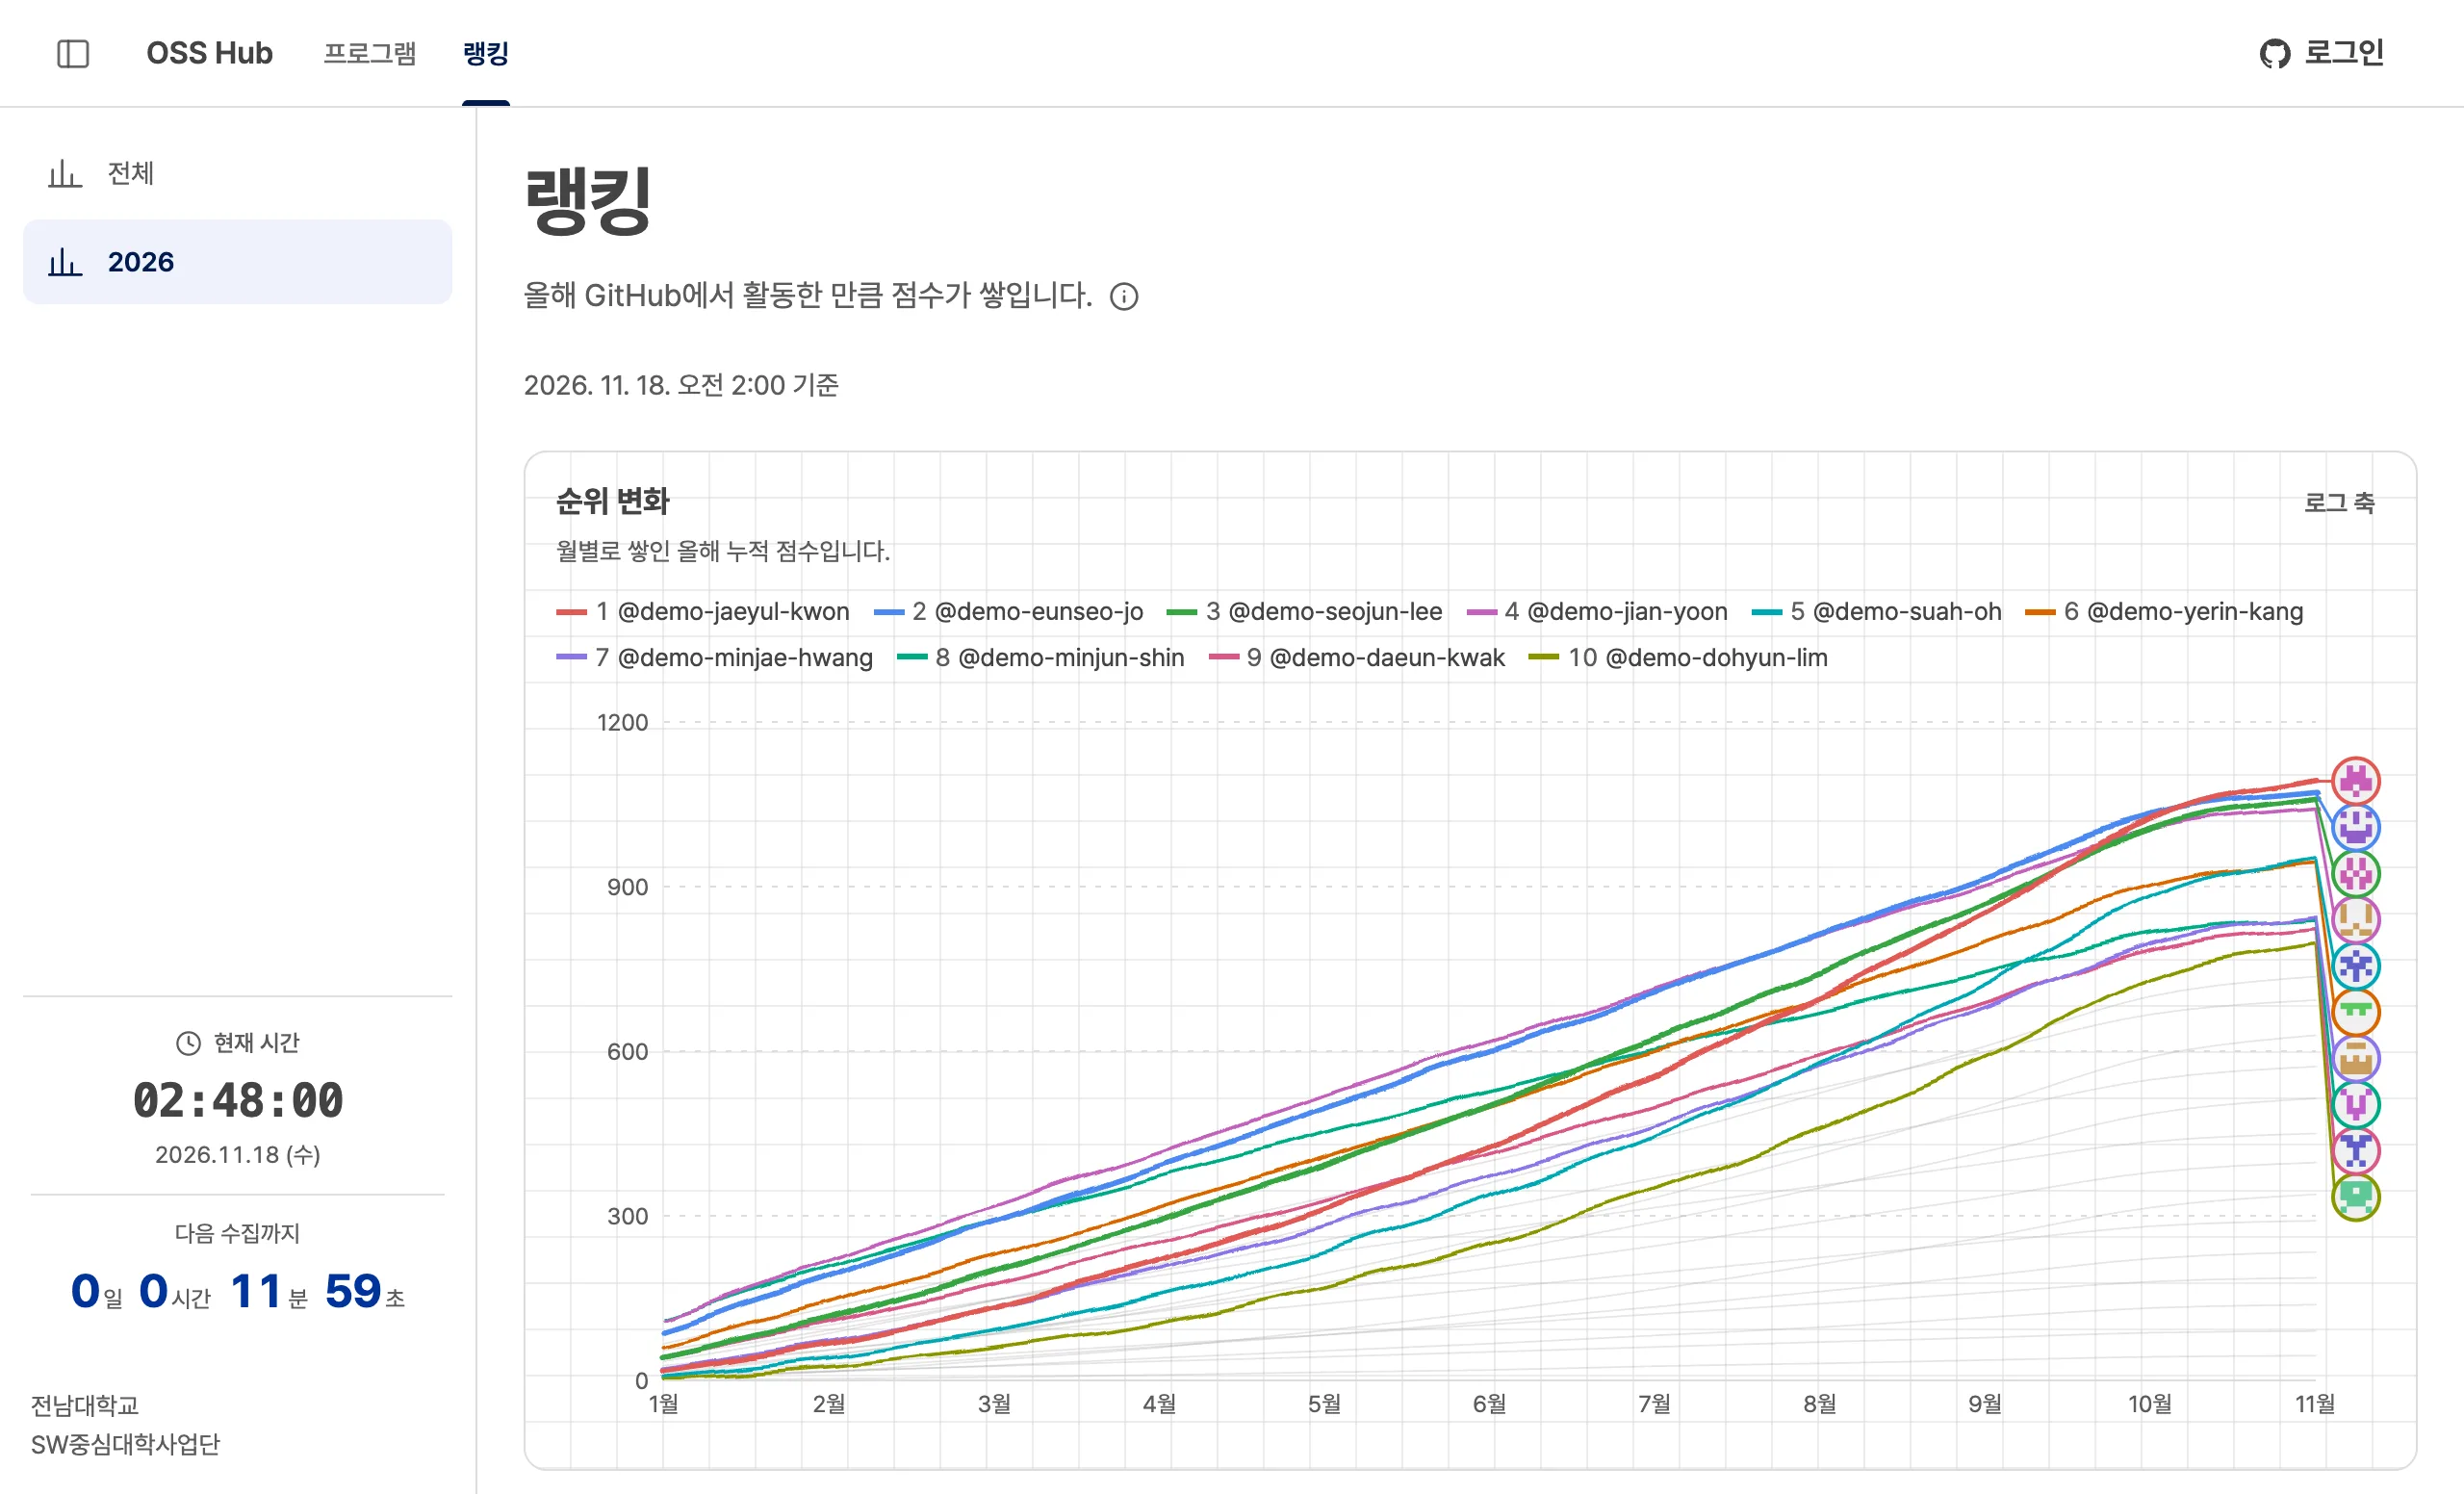 OSS Hub 프로그램 랭킹 로그인
전체
2026
현재 시간
02:48:00
2026.11.18 (수)
다음 수집까지
0일 0시간 11분 59초
전남대학교
SW중심대학사업단
랭킹
올해 GitHub에서 활동한 만큼 점수가 쌓입니다.
2026. 11. 18. 오전 2:00 기준
순위 변화
로그 축
월별로 쌓인 올해 누적 점수입니다.
1 @demo-jaeyul-kwon 2 @demo-eunseo-jo 3 @demo-seojun-lee 4 @demo-jian-yoon 5 @demo-suah-oh 6 @demo-yerin-kang
7 @demo-minjae-hwang 8 @demo-minjun-shin 9 @demo-daeun-kwak 10 @demo-dohyun-lim
1200
900
600
300
0
1월 2월 3월 4월 5월 6월 7월 8월 9월 10월 11월